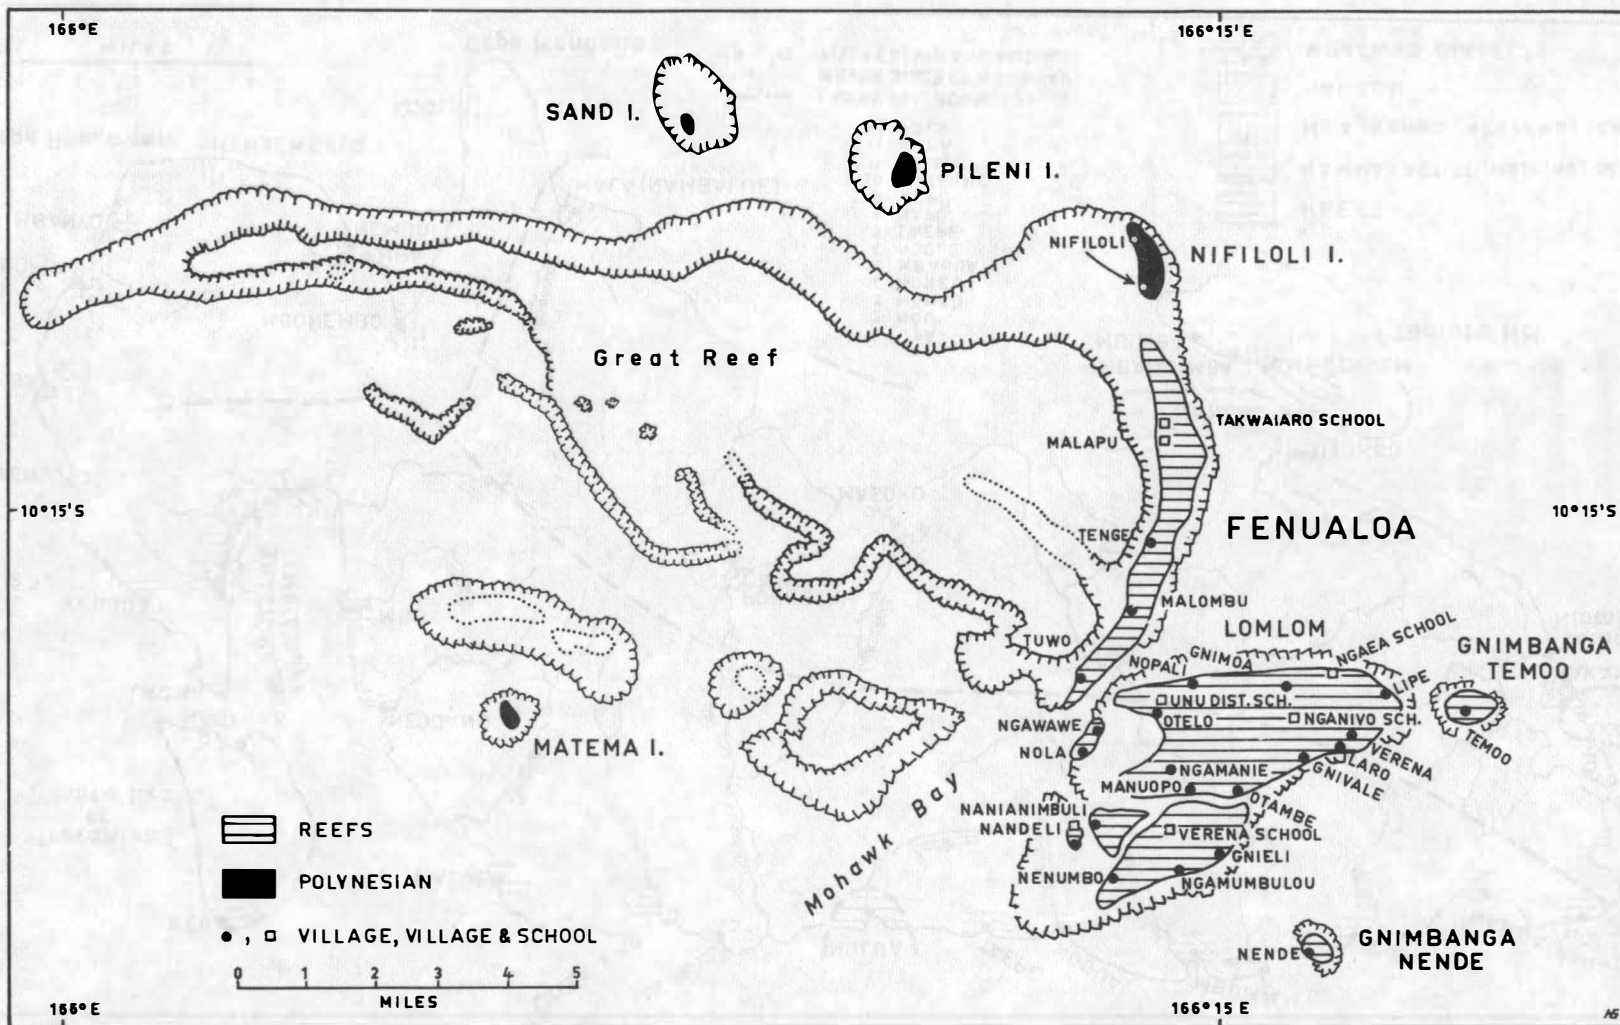 166°E
166°15'E
SAND I.
PILENI I.
NIFILOLI
NIFILOLI I.
Great Reef
TAKWAIARO SCHOOL
MALAPU
10°15'S
10°15'S
FENUALOA
TENGE
MALOMBU
LOMLOM
TUWO
NOPALI
GNIMOA
NGAEA SCHOOL
GNIMBANGA
TEMOO
LIPE
UNU DIST. SCH.
OTELO
NGANIVO SCH.
NGAWAWE
NOLA
TEMOO
VERENA
LARO
GNIVALE
MATEMA I.
NGAMANIE
MANUOPO
OTAMBE
Mohawk Bay
NANIANIMBULI
NANDELI
VERENA SCHOOL
GNIELI
NENUMBO
NGAMUMBULOU
REEFS
POLYNESIAN
VILLAGE, VILLAGE & SCHOOL
0 1 2 3 4 5
MILES
NENDE
GNIMBANGA
NENDE
166°E
166°15 E